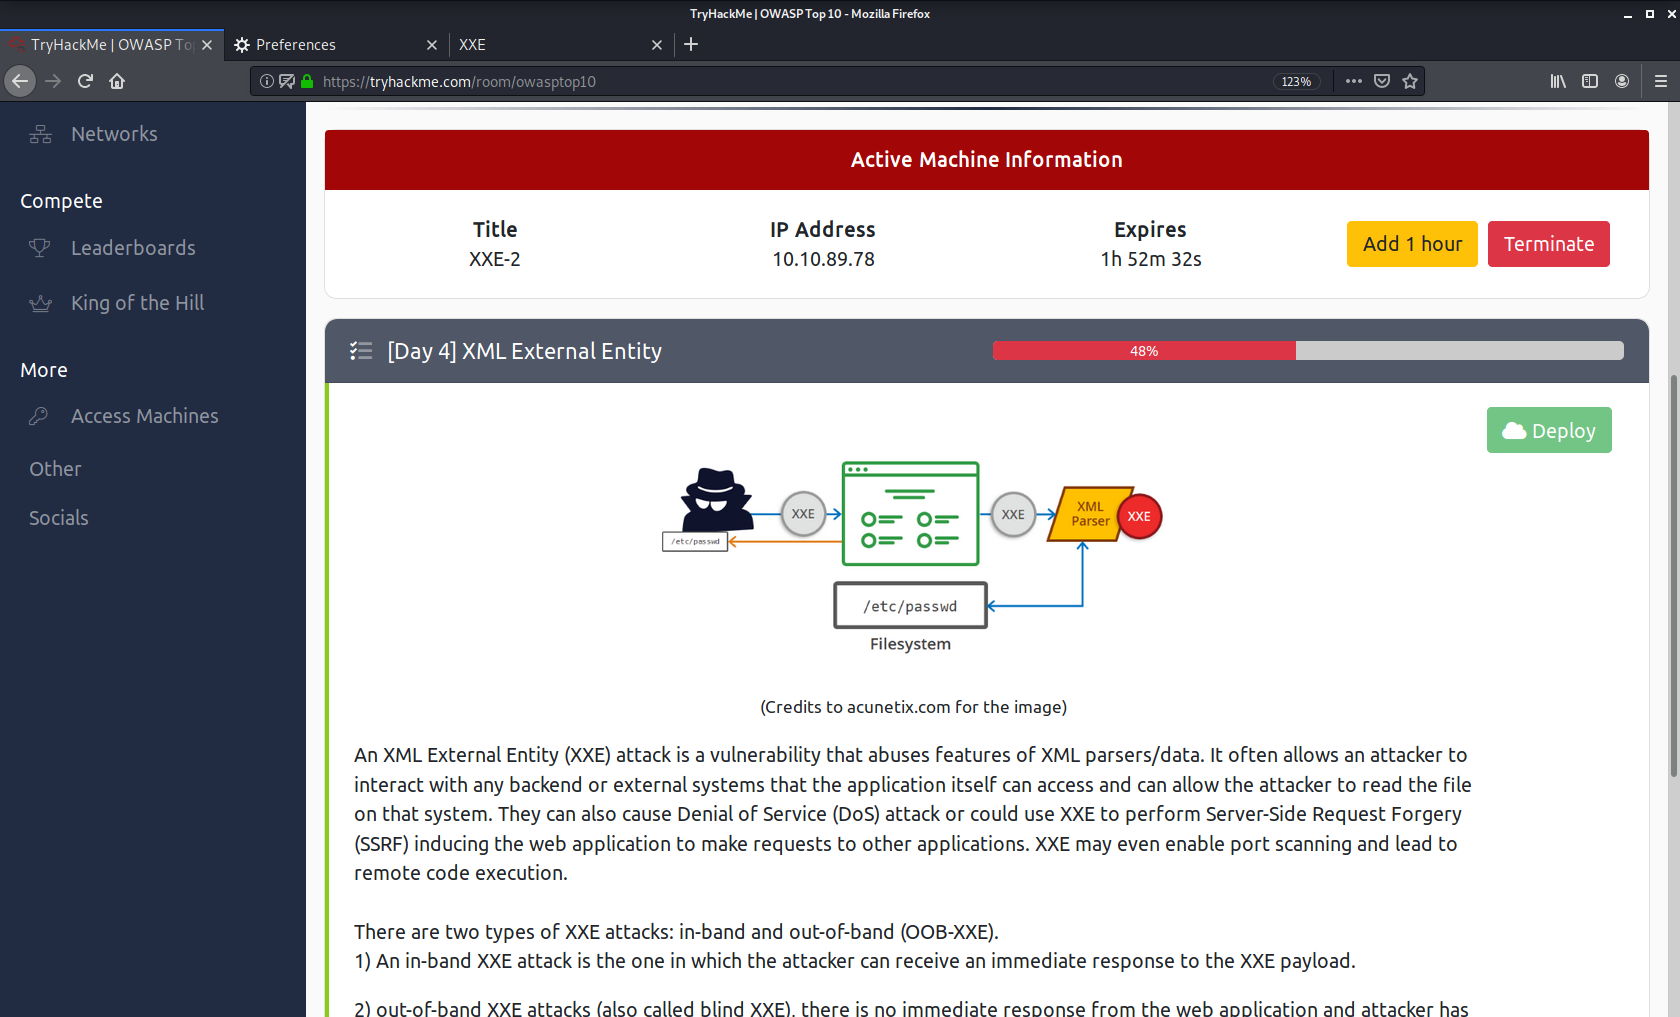 TryHackMe | OWASP Top 10 - Mozilla Firefox
TryHackMe | OWASP To
Preferences
XXE
https://tryhackme.com/room/owasptop10
123%
Networks
Compete
Leaderboards
King of the Hill
More
Access Machines
Other
Socials
Active Machine Information
Title
IP Address
Expires
XXE-2
10.10.89.78
1h 52m 32s
Add 1 hour
Terminate
[Day 4] XML External Entity
48%
Deploy
XXE
XXE
XML
Parser
XXE
/etc/passwd
/etc/passwd
Filesystem
(Credits to acunetix.com for the image)
An XML External Entity (XXE) attack is a vulnerability that abuses features of XML parsers/data. It often allows an attacker to
interact with any backend or external systems that the application itself can access and can allow the attacker to read the file
on that system. They can also cause Denial of Service (DoS) attack or could use XXE to perform Server-Side Request Forgery
(SSRF) inducing the web application to make requests to other applications. XXE may even enable port scanning and lead to
remote code execution.
There are two types of XXE attacks: in-band and out-of-band (OOB-XXE).
1) An in-band XXE attack is the one in which the attacker can receive an immediate response to the XXE payload.
2) out-of-band XXE attacks (also called blind XXE), there is no immediate response from the web application and attacker has